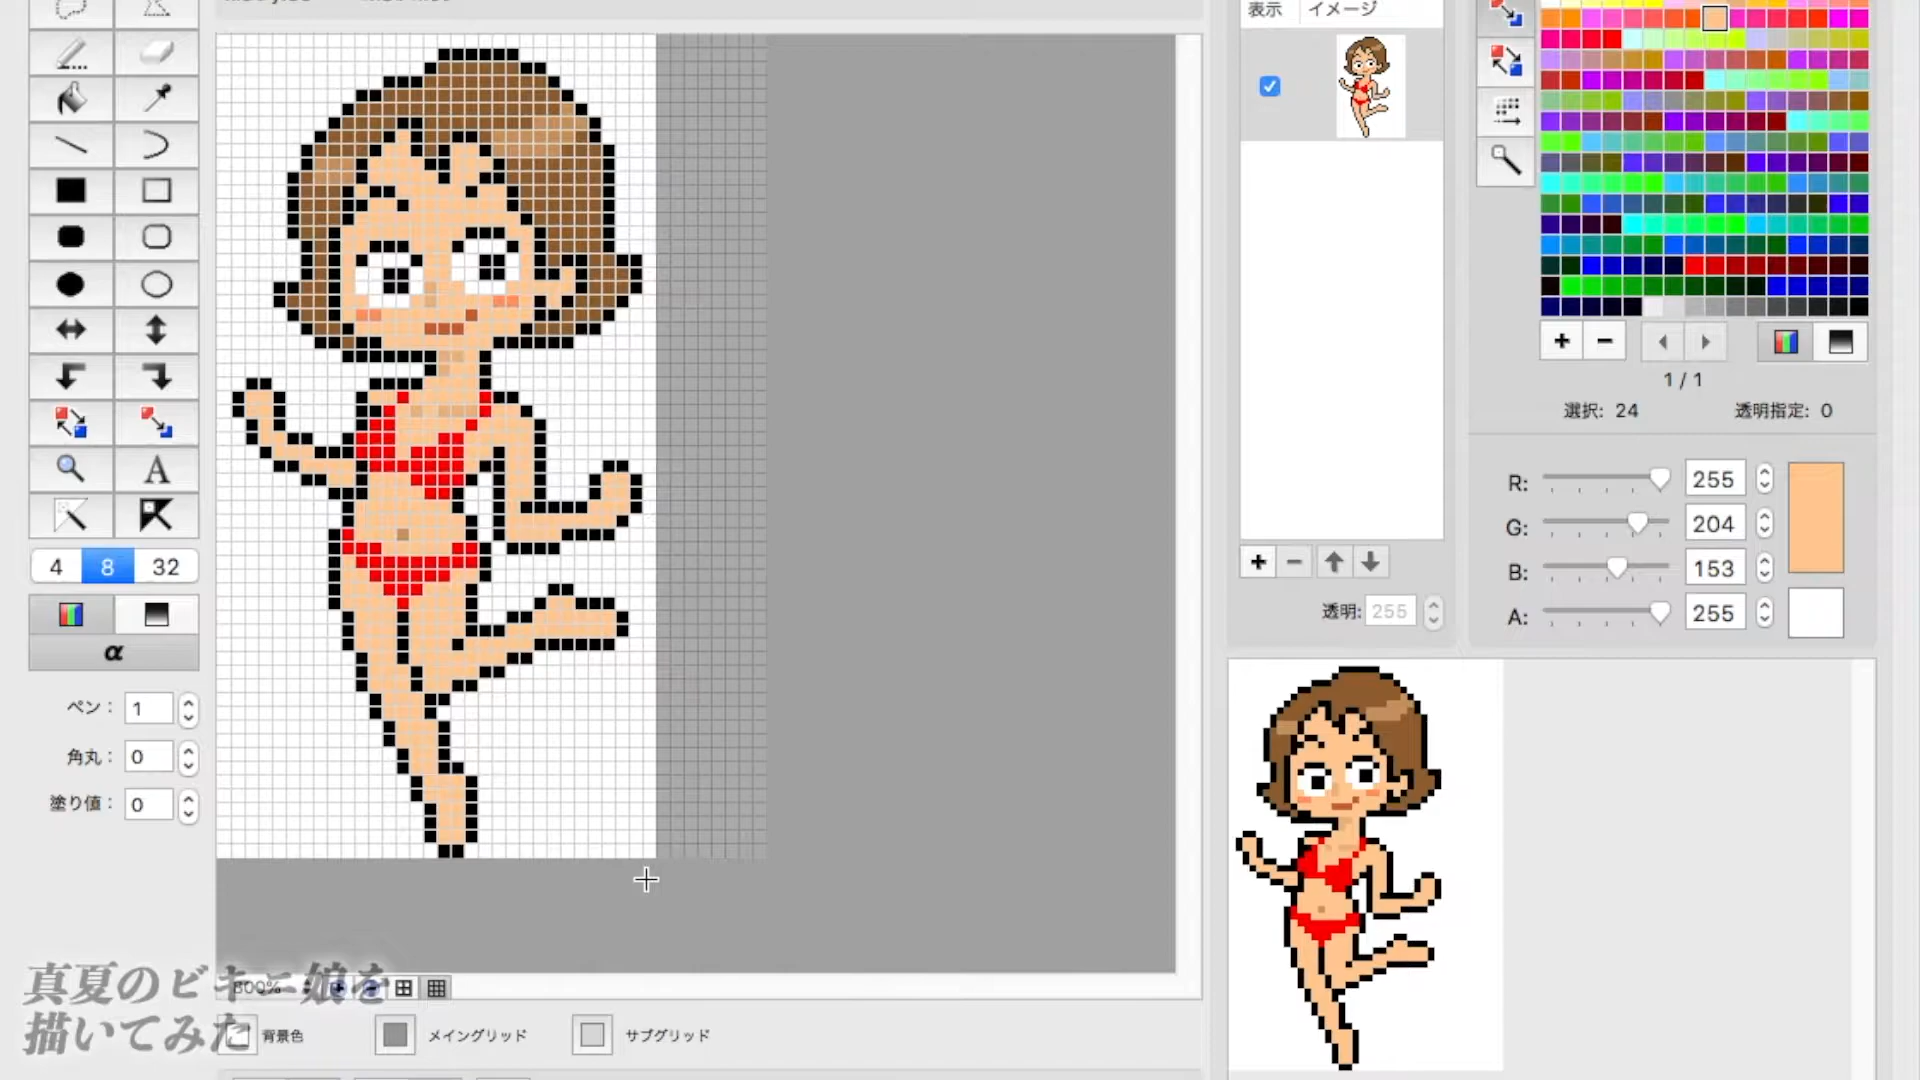 表示 イメージ
A
4 8 32
α
ペン： 1
角丸： 0
塗り値： 0
1 / 1
選択: 24 透明指定: 0
R: 255
G: 204
B: 153
A: 255
透明: 255
800%
背景色 メイングリッド サブグリッド
真夏のビキニ娘を
描いてみた